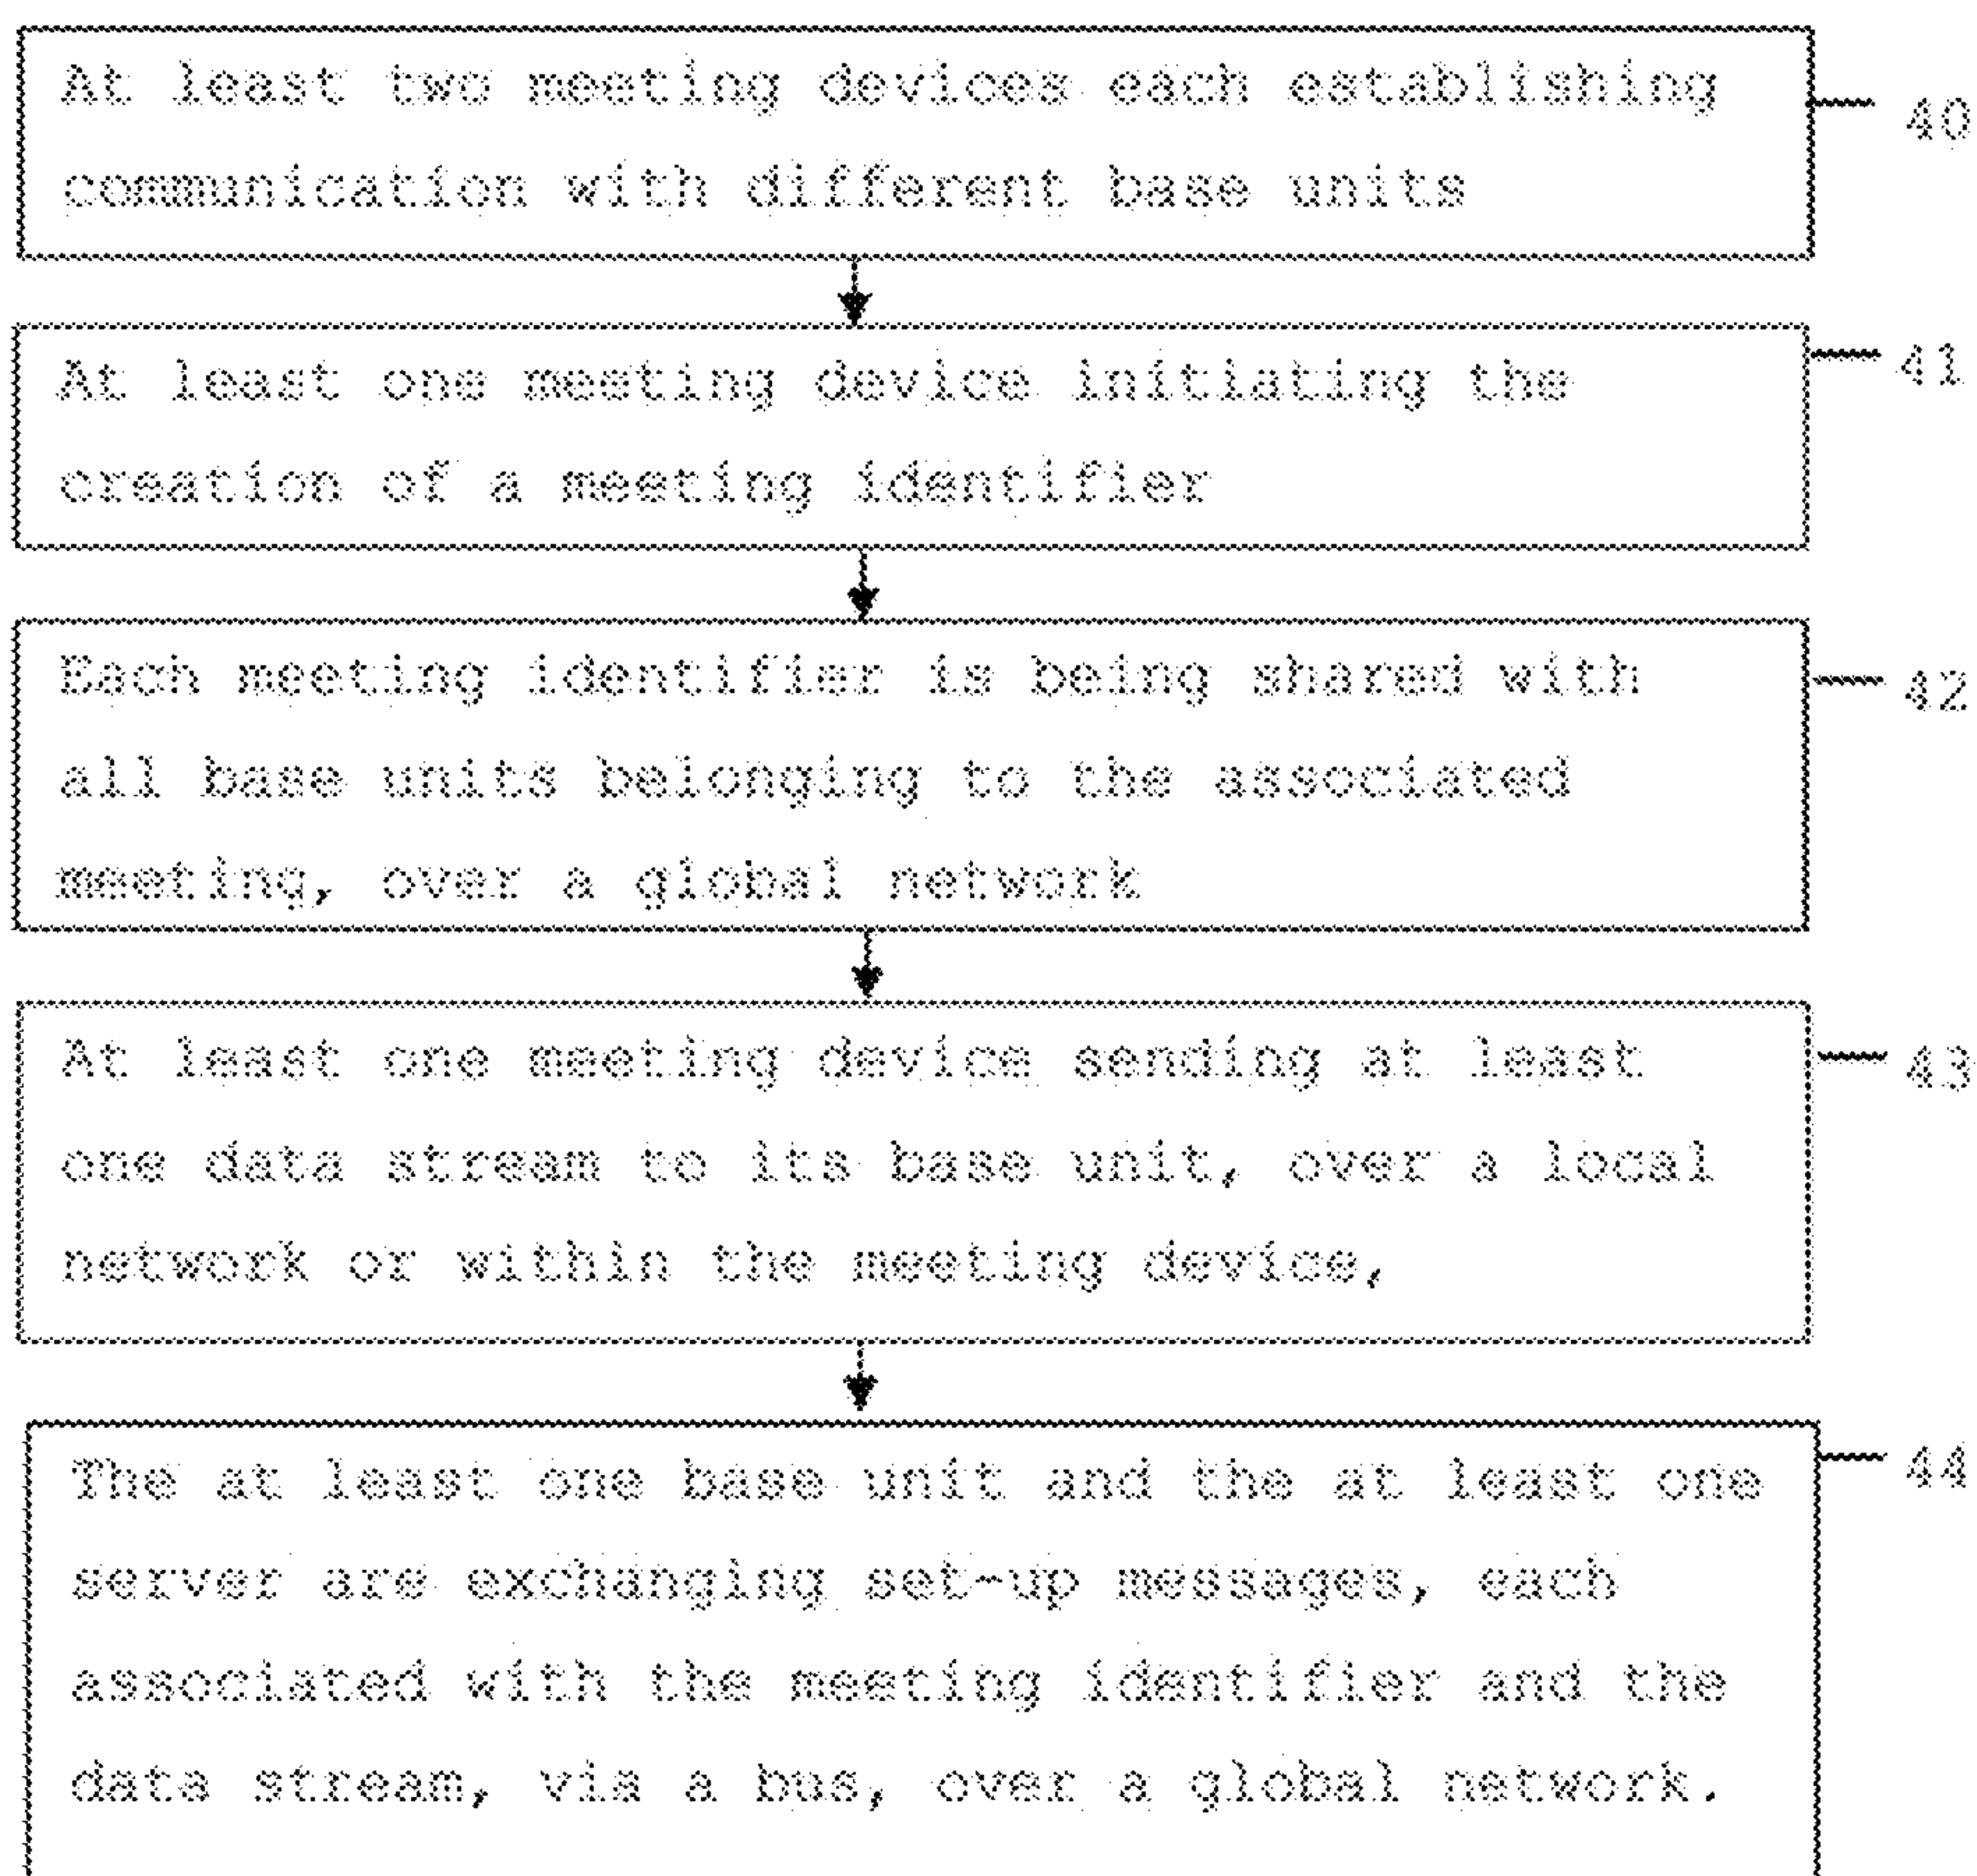 At least two meeting devices each establishing
40
communication with different base units
At least one meeting device initiating the
41
creation of a meeting identifier
Each meeting identifier is being shared with
42
all base units belonging to the associated
meeting, over a global network
At least one meeting device sending at least
43
one data stream to its base unit, over a local
network or within the meeting device,
The at least one base unit and the at least one
44
server are exchanging set-up messages, each
associated with the meeting identifier and the
data stream, via a bus, over a global network.